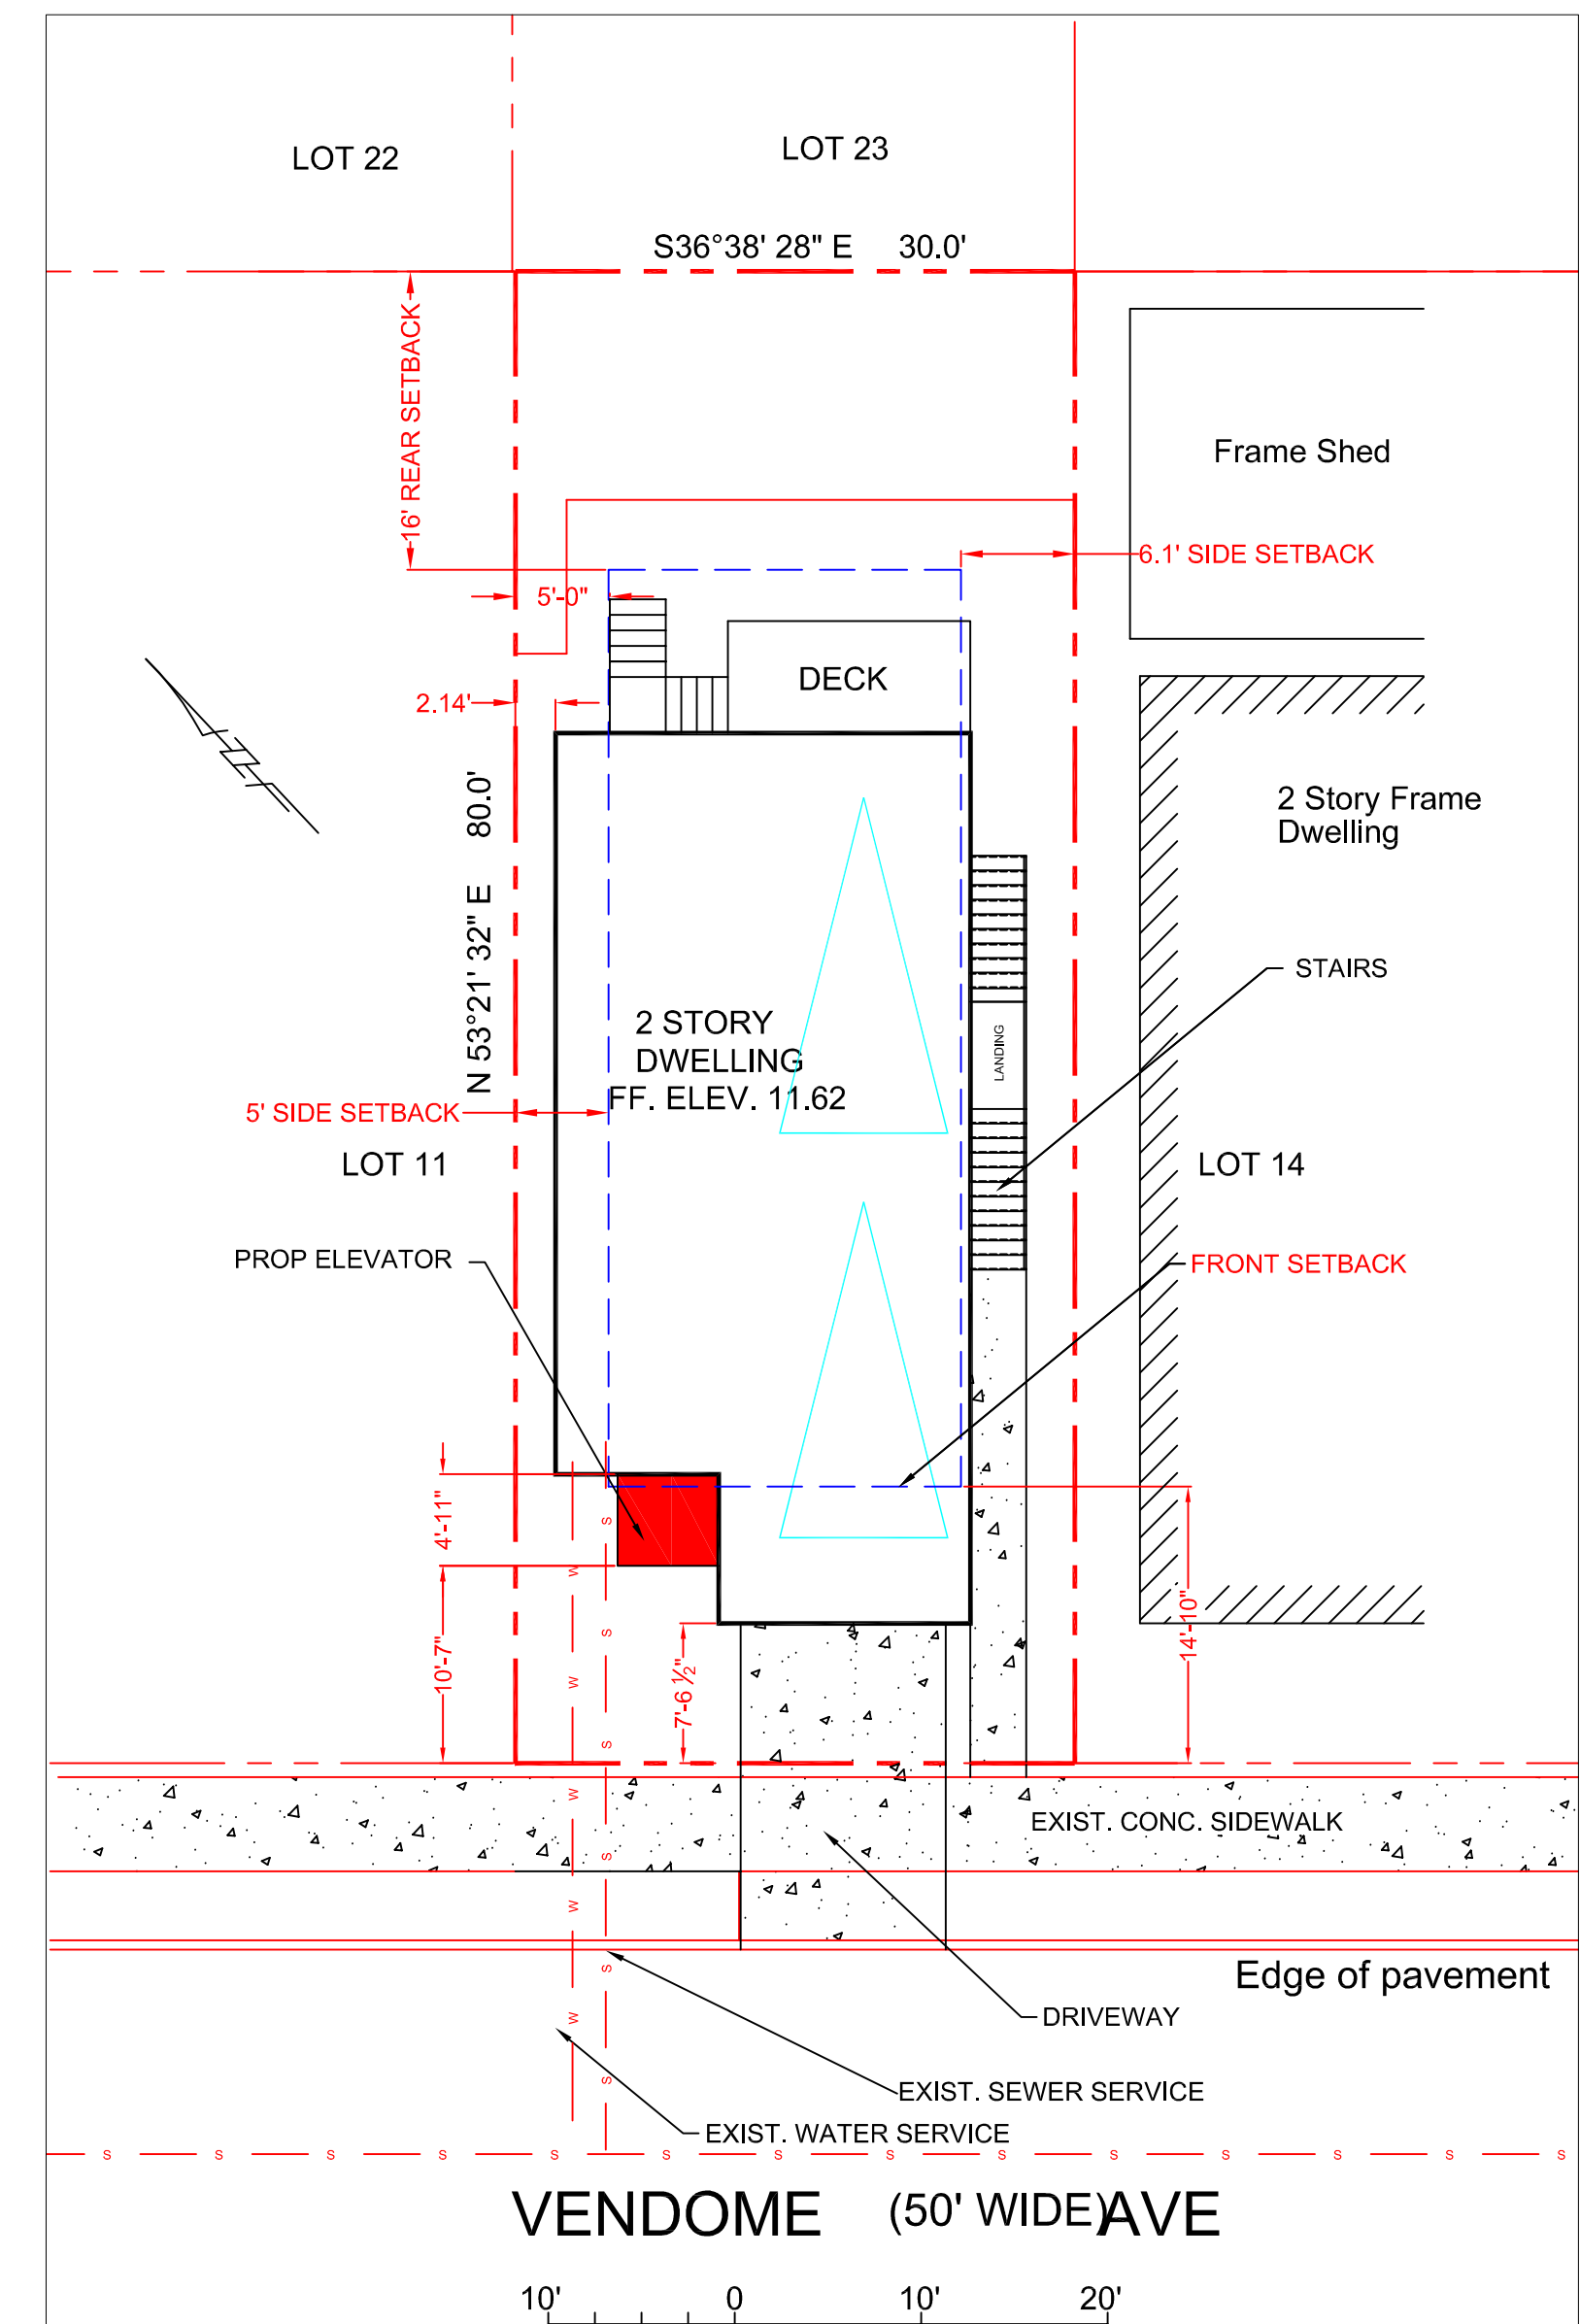 LOT 22
LOT 23
S36°38' 28" E 30.0'
16' REAR SETBACK
Frame Shed
6.1' SIDE SETBACK
5'-0"
DECK
2.14'
N 53°21' 32" E 80.0'
2 Story Frame
Dwelling
STAIRS
2 STORY
DWELLING
FF. ELEV. 11.62
LANDING
5' SIDE SETBACK
LOT 11
LOT 14
PROP ELEVATOR
FRONT SETBACK
4'-11"
10'-7"
7'-6 ½"
14'-10"
W
W
W
W
W
S
S
S
S
S
S
EXIST. CONC. SIDEWALK
Edge of pavement
DRIVEWAY
EXIST. SEWER SERVICE
EXIST. WATER SERVICE
S S S S S S S S S S S S S S
VENDOME (50' WIDE) AVE
10' 0 10' 20'